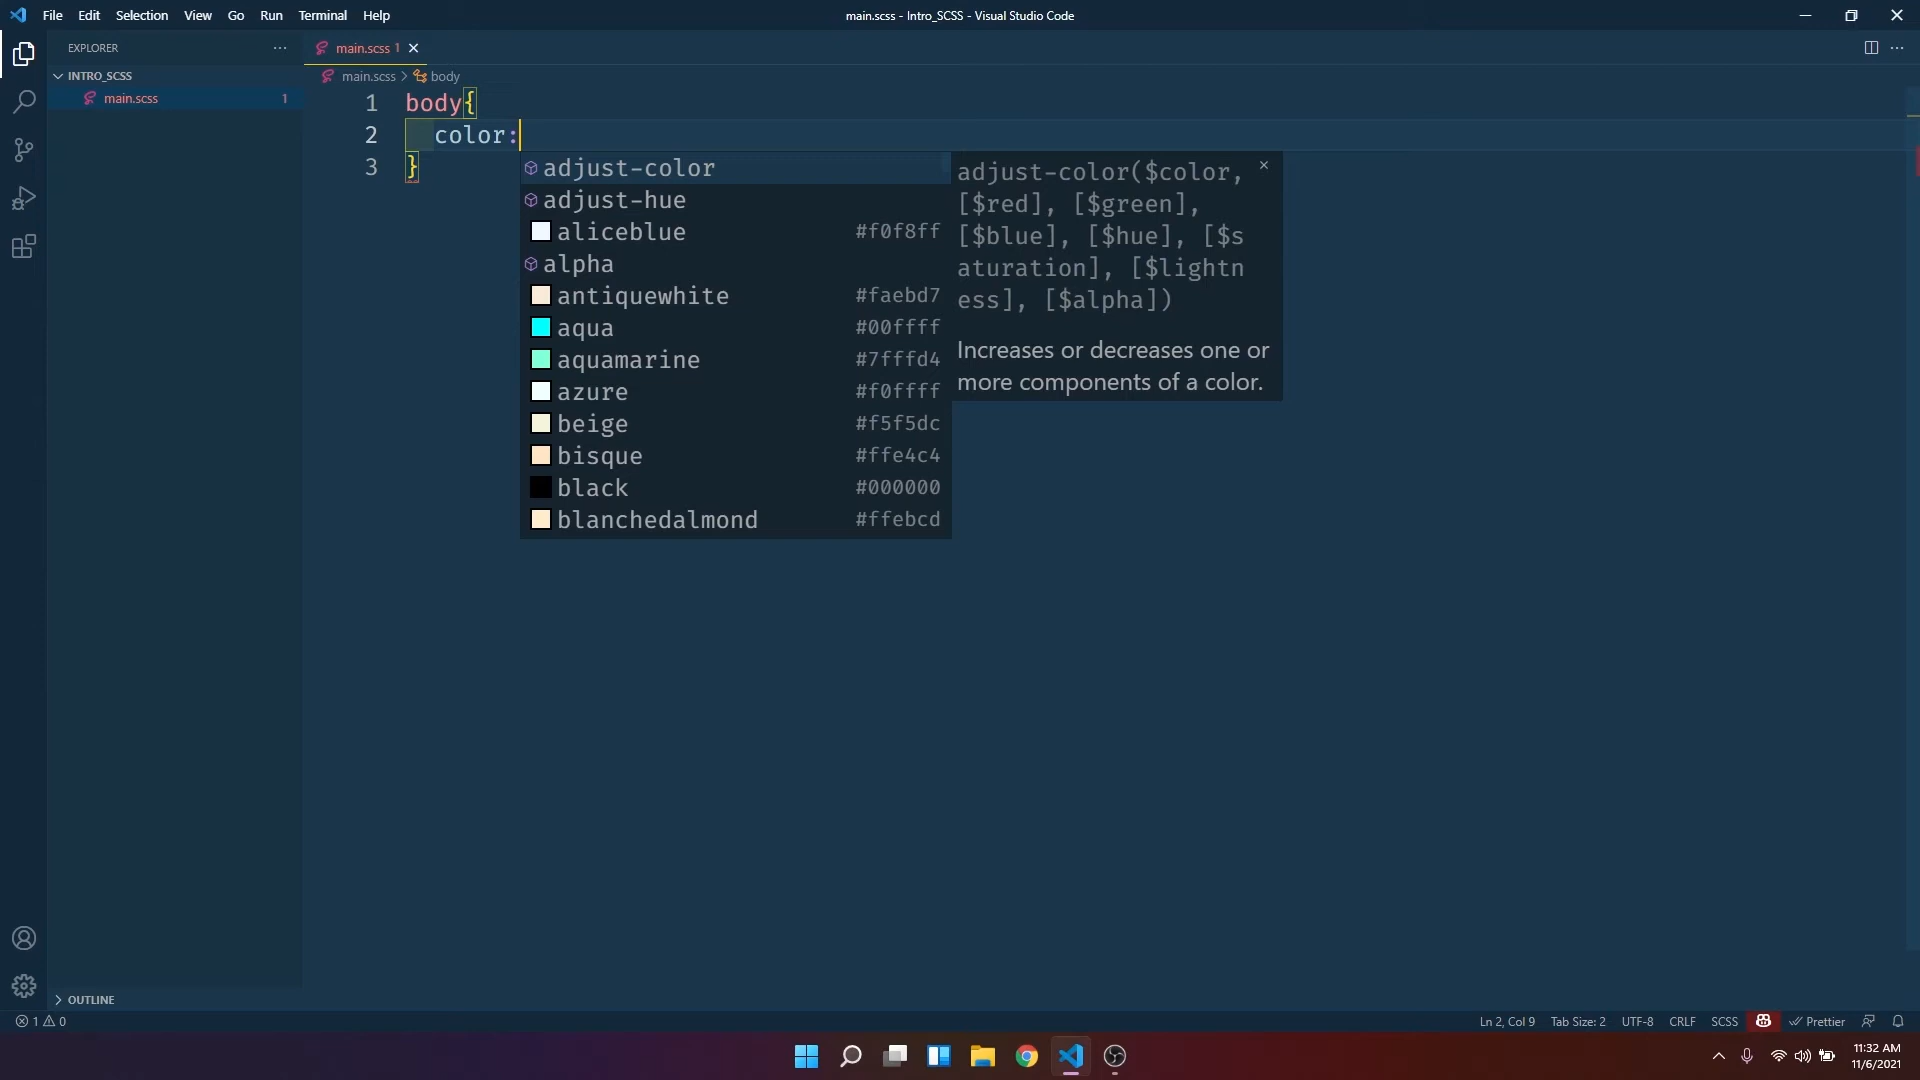 File Edit Selection View Go Run Terminal Help
main.scss - Intro_SCSS - Visual Studio Code
EXPLORER
main.scss 1
INTRO_SCSS
main.scss 1
main.scss > body
1 body{
2 color:
3 }
adjust-color
adjust-hue
aliceblue #f0f8ff
alpha
antiquewhite #faebd7
aqua #00ffff
aquamarine #7fffd4
azure #f0ffff
beige #f5f5dc
bisque #ffe4c4
black #000000
blanchedalmond #ffebcd
adjust-color($color,
[$red], [$green],
[$blue], [$hue], [$s
aturation], [$lightn
ess], [$alpha])
Increases or decreases one or
more components of a color.
OUTLINE
1 0
Ln 2, Col 9 Tab Size: 2 UTF-8 CRLF SCSS Prettier
11:32 AM
11/6/2021